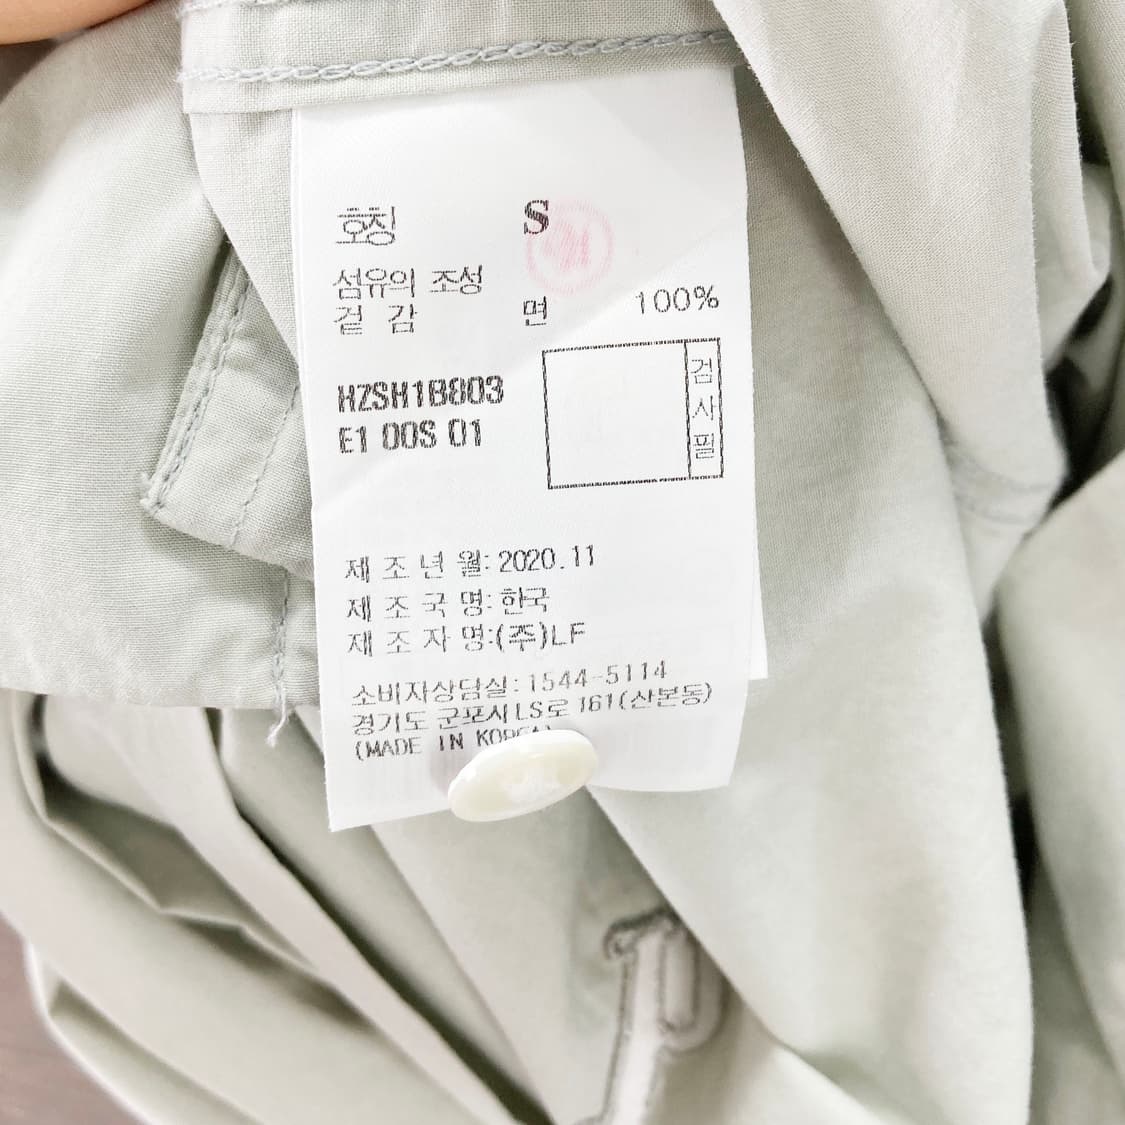 호칭 S
섬유의 조성
겉 감 면 100%
HZSH1B803
E1 00S 01
검사필
제 조 년 월: 2020.11
제 조 국 명: 한국
제 조 자 명:(주)LF
소비자상담실: 1544-5114
경기도 군포시 LS로 161(산본동)
(MADE IN KOREA)